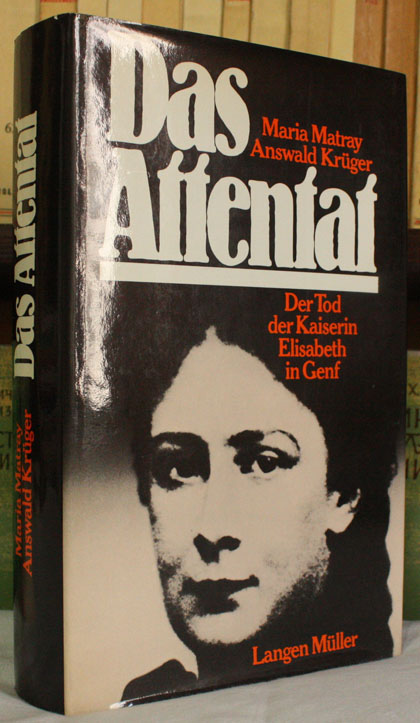 Das
Attentat
Maria Matray
Answald Krüger
Der Tod
der Kaiserin
Elisabeth
in Genf
Langen Müller
Maria Matray
Answald Krüger
Das Attentat